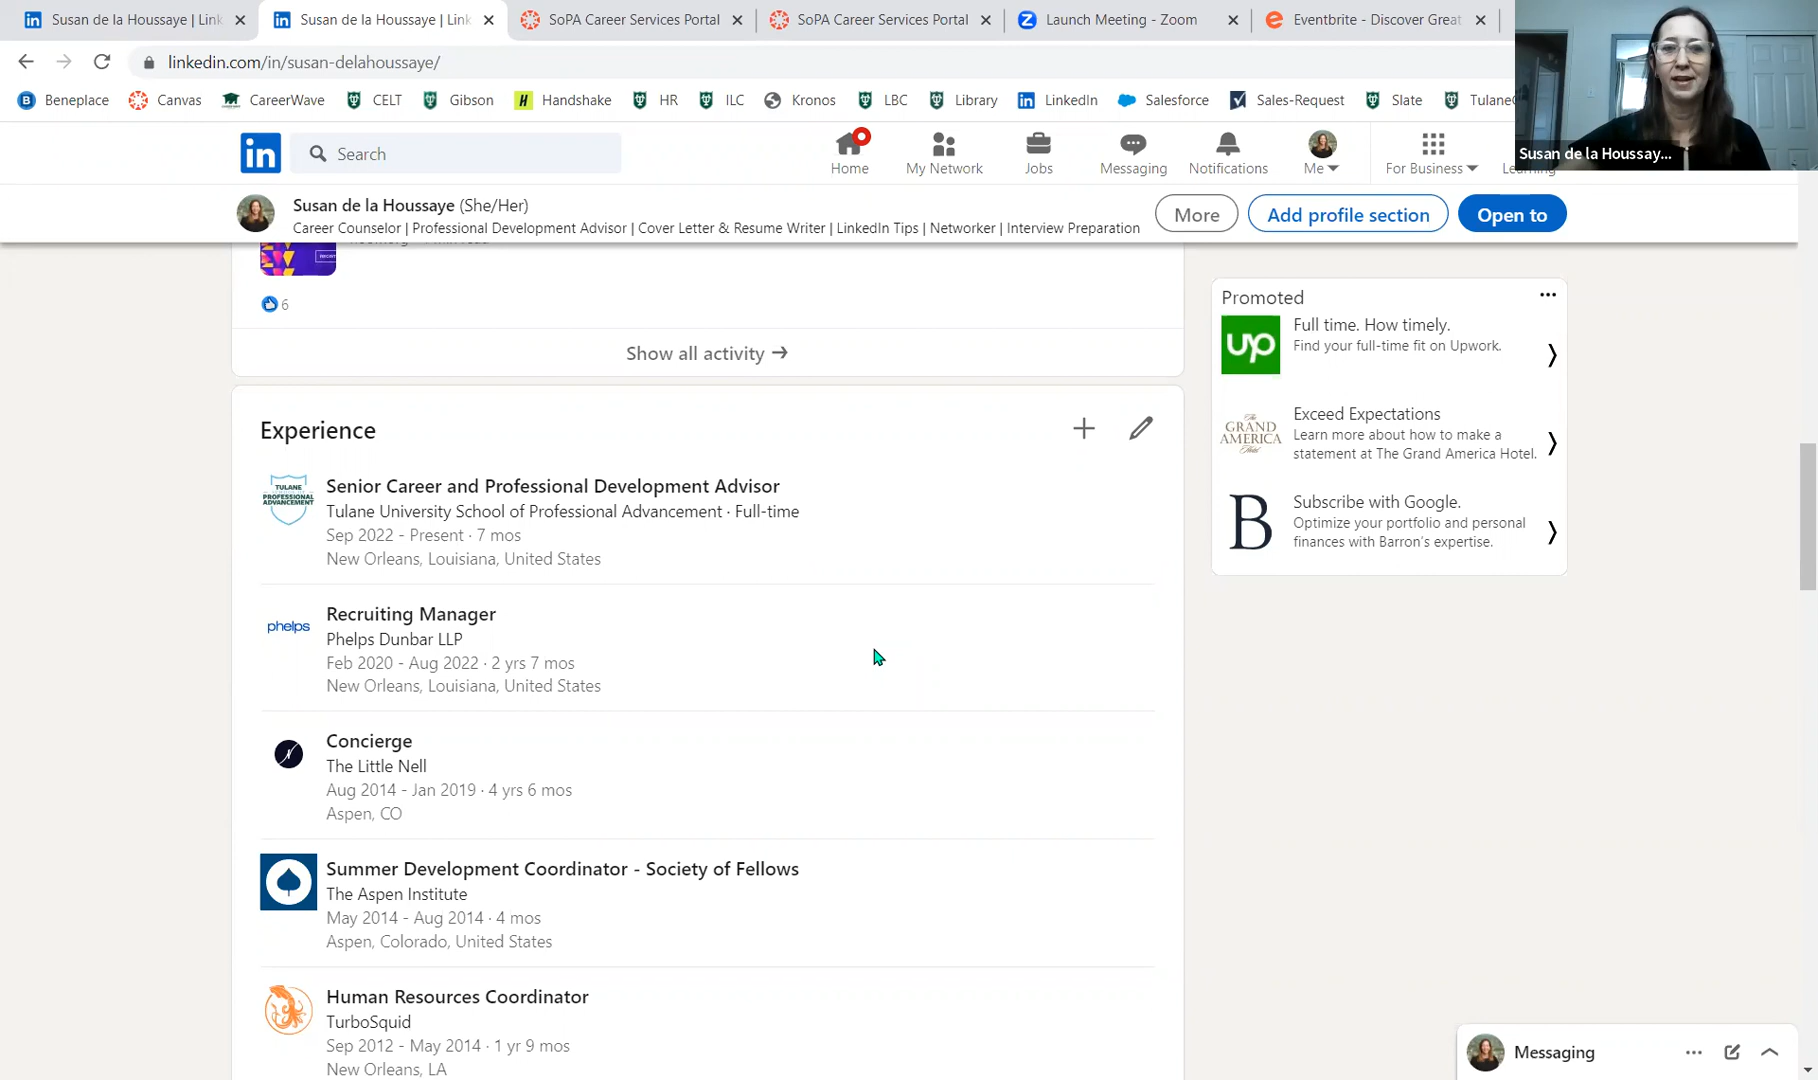 Susan de la Houssaye | Link
Susan de la Houssaye | Link
SoPA Career Services Portal
SoPA Career Services Portal
Launch Meeting - Zoom
Eventbrite - Discover Great
linkedin.com/in/susan-delahoussaye/
Beneplace
Canvas
CareerWave
CELT
Gibson
Handshake
HR
ILC
Kronos
LBC
Library
LinkedIn
Salesforce
Sales-Request
Slate
Susan de la Houssay...
in
Search
Home
My Network
Jobs
Messaging
Notifications
Me
For Business
Learning
Susan de la Houssaye (She/Her)
Career Counselor | Professional Development Advisor | Cover Letter & Resume Writer | LinkedIn Tips | Networker | Interview Preparation
More
Add profile section
Open to
6
Show all activity →
Experience
TULANE
PROFESSIONAL
ADVANCEMENT
Senior Career and Professional Development Advisor
Tulane University School of Professional Advancement · Full-time
Sep 2022 - Present · 7 mos
New Orleans, Louisiana, United States
phelps
Recruiting Manager
Phelps Dunbar LLP
Feb 2020 - Aug 2022 · 2 yrs 7 mos
New Orleans, Louisiana, United States
Concierge
The Little Nell
Aug 2014 - Jan 2019 · 4 yrs 6 mos
Aspen, CO
Summer Development Coordinator - Society of Fellows
The Aspen Institute
May 2014 - Aug 2014 · 4 mos
Aspen, Colorado, United States
Human Resources Coordinator
TurboSquid
Sep 2012 - May 2014 · 1 yr 9 mos
New Orleans, LA
Promoted
up
Full time. How timely.
Find your full-time fit on Upwork.
The
GRAND
AMERICA
Hotel
Exceed Expectations
Learn more about how to make a
statement at The Grand America Hotel.
B
Subscribe with Google.
Optimize your portfolio and personal
finances with Barron's expertise.
Messaging